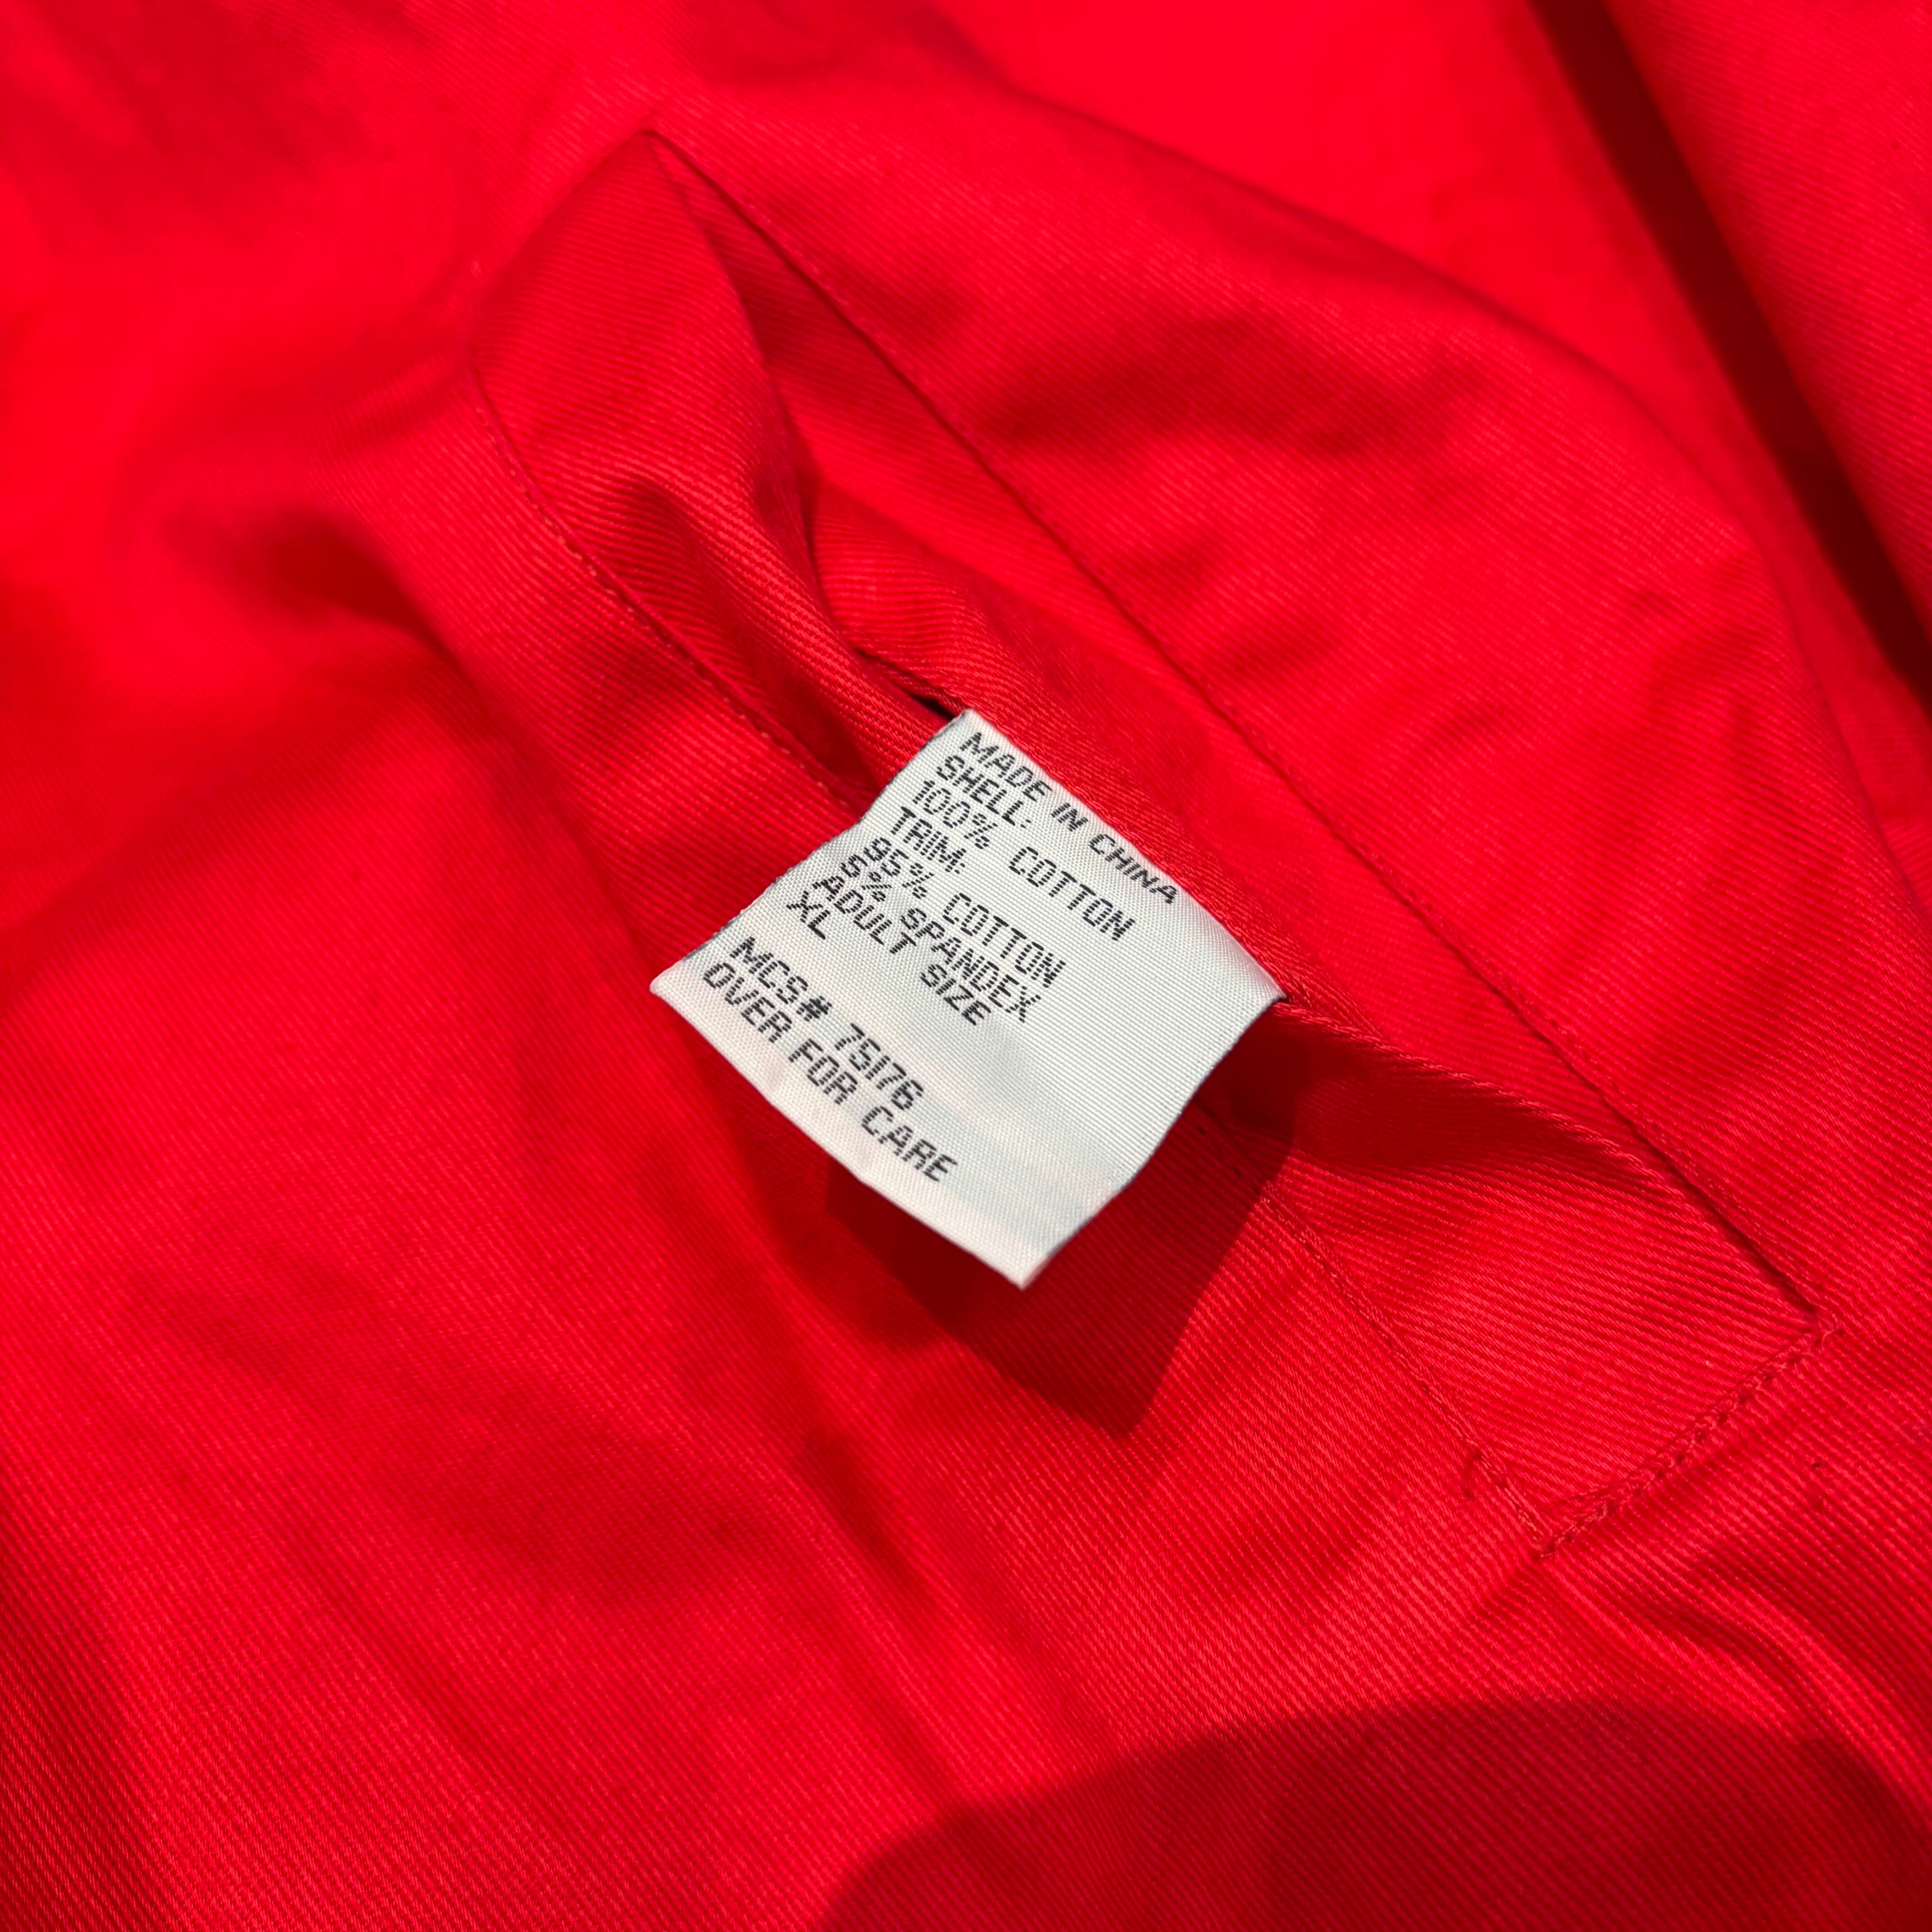 MADE IN CHINA
SHELL:
100% COTTON
TRIM:
95% COTTON
5% SPANDEX
ADULT SIZE
XL
MCS# 75176
OVER FOR CARE